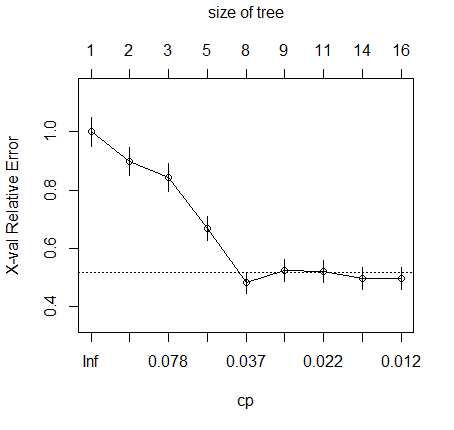 size of tree
1 2 3 5 8 9 11 14 16
X-val Relative Error
1.0
0.8
0.6
0.4
Inf 0.078 0.037 0.022 0.012
cp